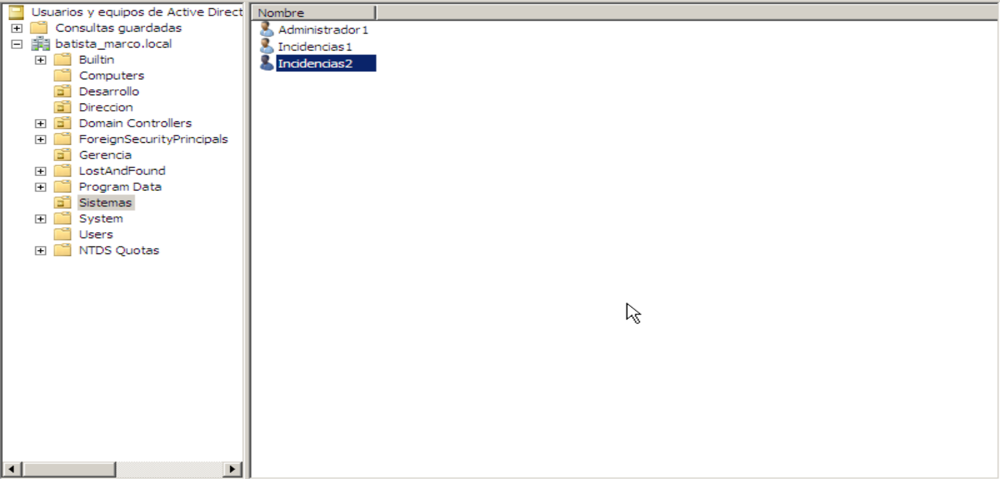 Usuarios y equipos de Active Direct
Consultas guardadas
batista_marco.local
Builtin
Computers
Desarrollo
Direccion
Domain Controllers
ForeignSecurityPrincipals
Gerencia
LostAndFound
Program Data
Sistemas
System
Users
NTDS Quotas
Nombre
Administrador1
Incidencias1
Incidencias2